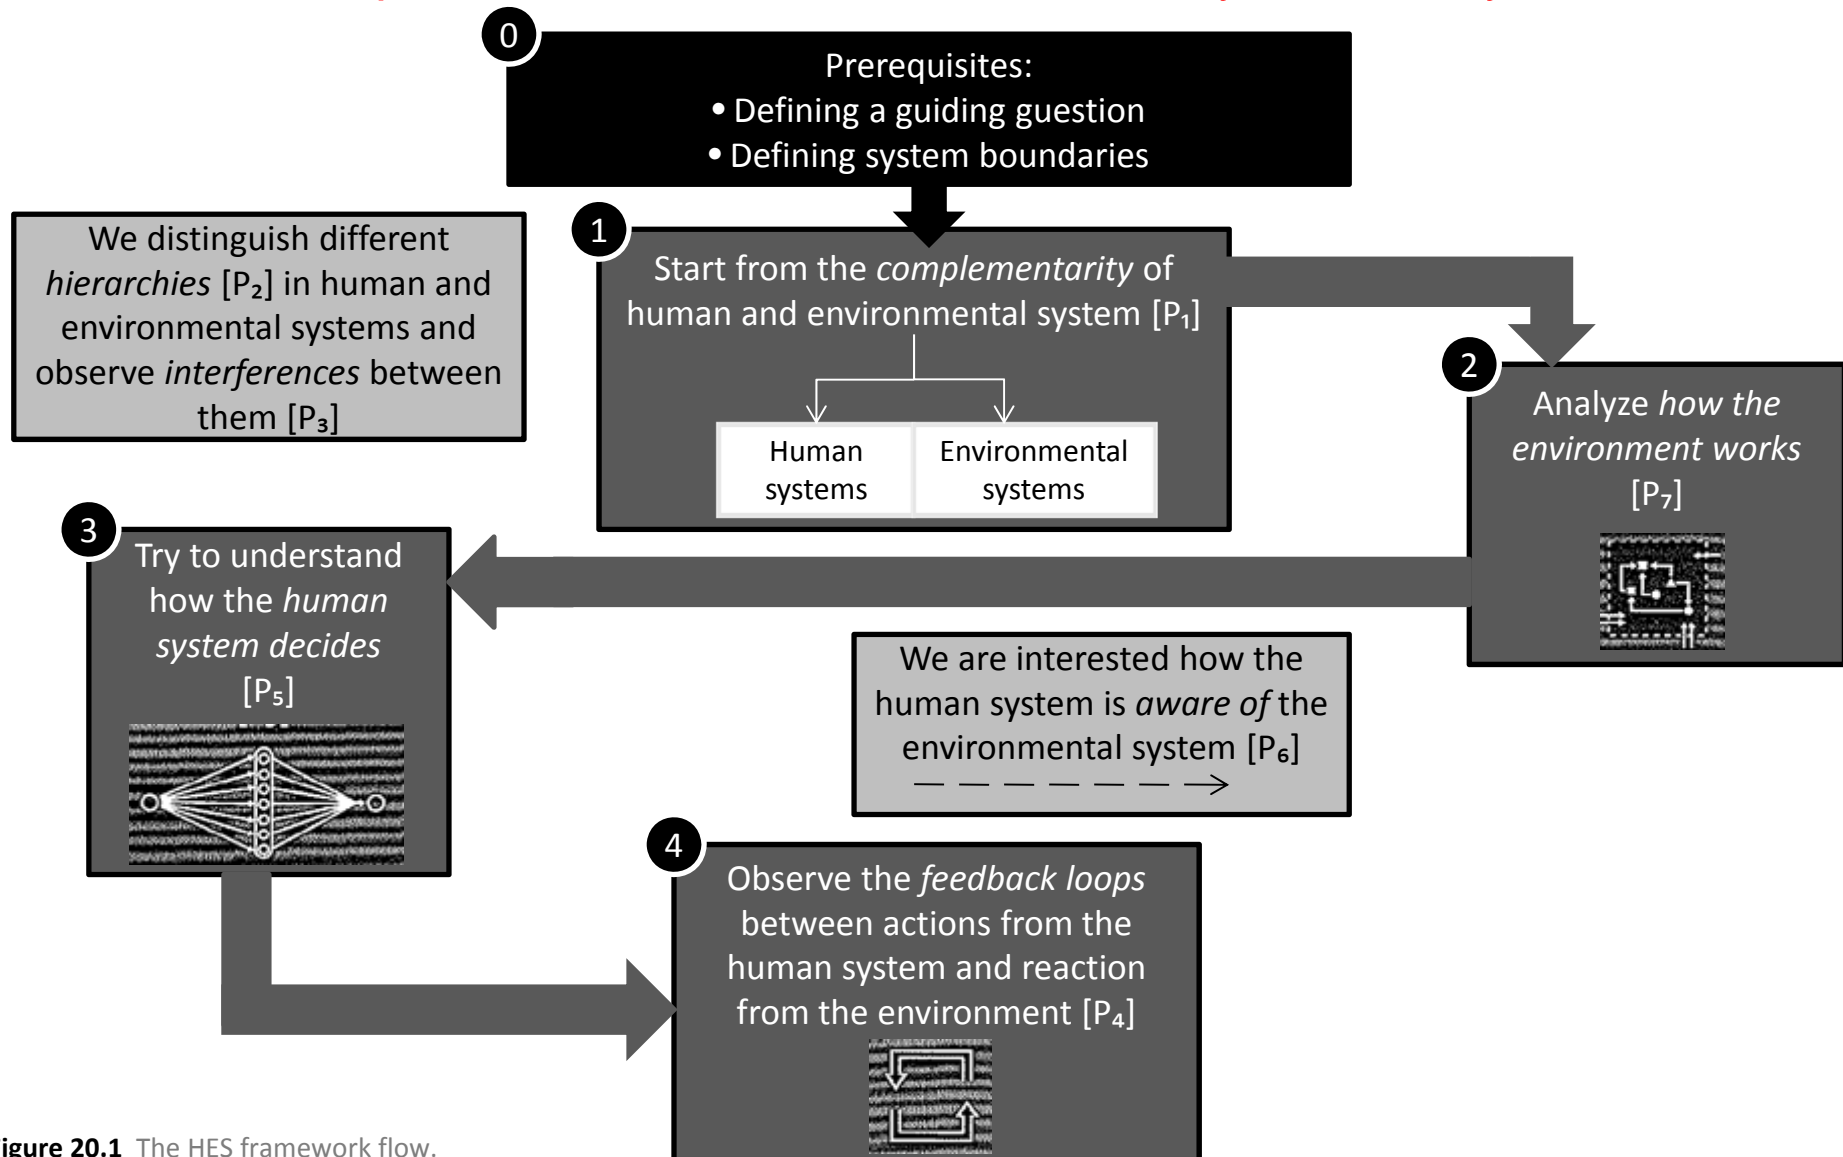 0
Prerequisites:
• Defining a guiding guestion
• Defining system boundaries
We distinguish different
hierarchies [P₂] in human and
environmental systems and
observe interferences between
them [P₃]
1
Start from the complementarity of
human and environmental system [P₁]
Human
systems
Environmental
systems
2
Analyze how the
environment works
[P₇]
3
Try to understand
how the human
system decides
[P₅]
We are interested how the
human system is aware of the
environmental system [P₆]
4
Observe the feedback loops
between actions from the
human system and reaction
from the environment [P₄]
igure 20.1 The HES framework flow.